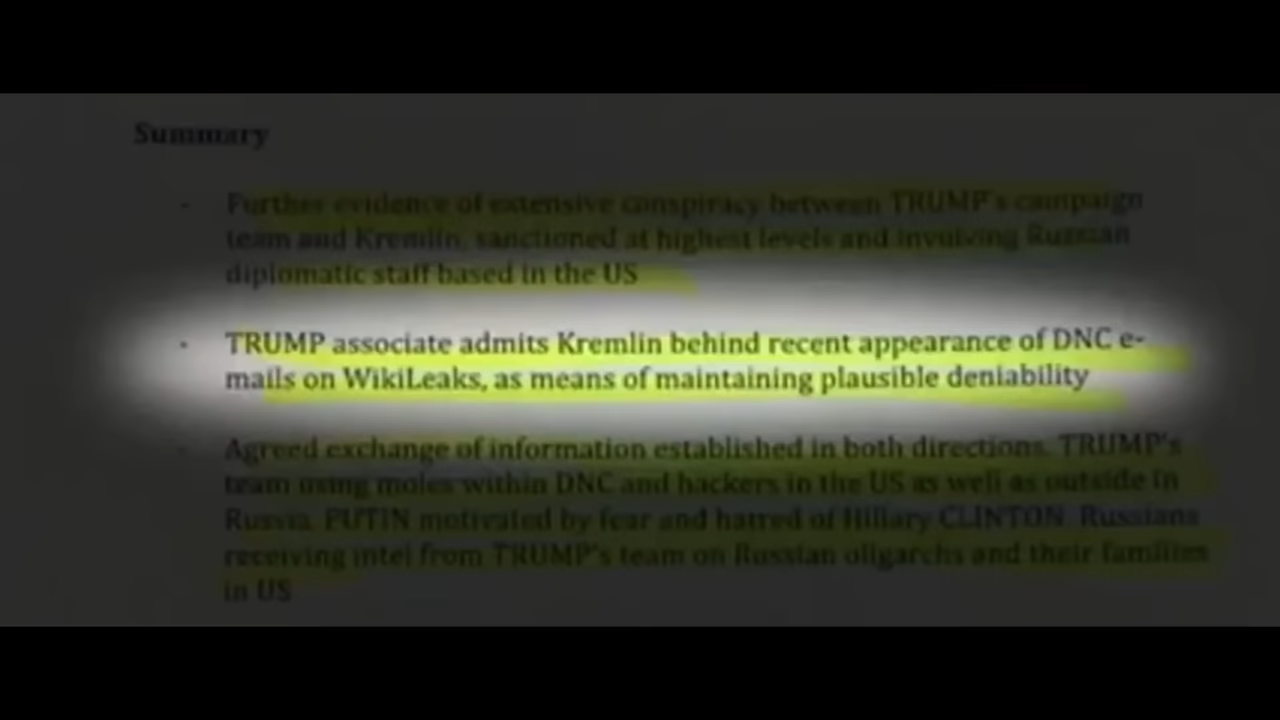 Summary
- Further evidence of extensive conspiracy between TRUMP's campaign
team and Kremlin, sanctioned at highest levels and involving Russian
diplomatic staff based in the US
- TRUMP associate admits Kremlin behind recent appearance of DNC e-
mails on WikiLeaks, as means of maintaining plausible deniability
- Agreed exchange of information established in both directions. TRUMP's
team using moles within DNC and hackers in the US as well as outside in
Russia. PUTIN motivated by fear and hatred of Hillary CLINTON. Russians
receiving intel from TRUMP's team on Russian oligarchs and their families
in US